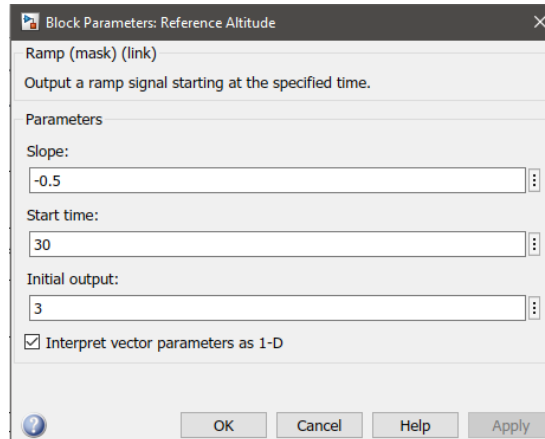 Block Parameters: Reference Altitude
Ramp (mask) (link)
Output a ramp signal starting at the specified time.
Parameters
Slope:
-0.5
Start time:
30
Initial output:
3
Interpret vector parameters as 1-D
OK Cancel Help Apply